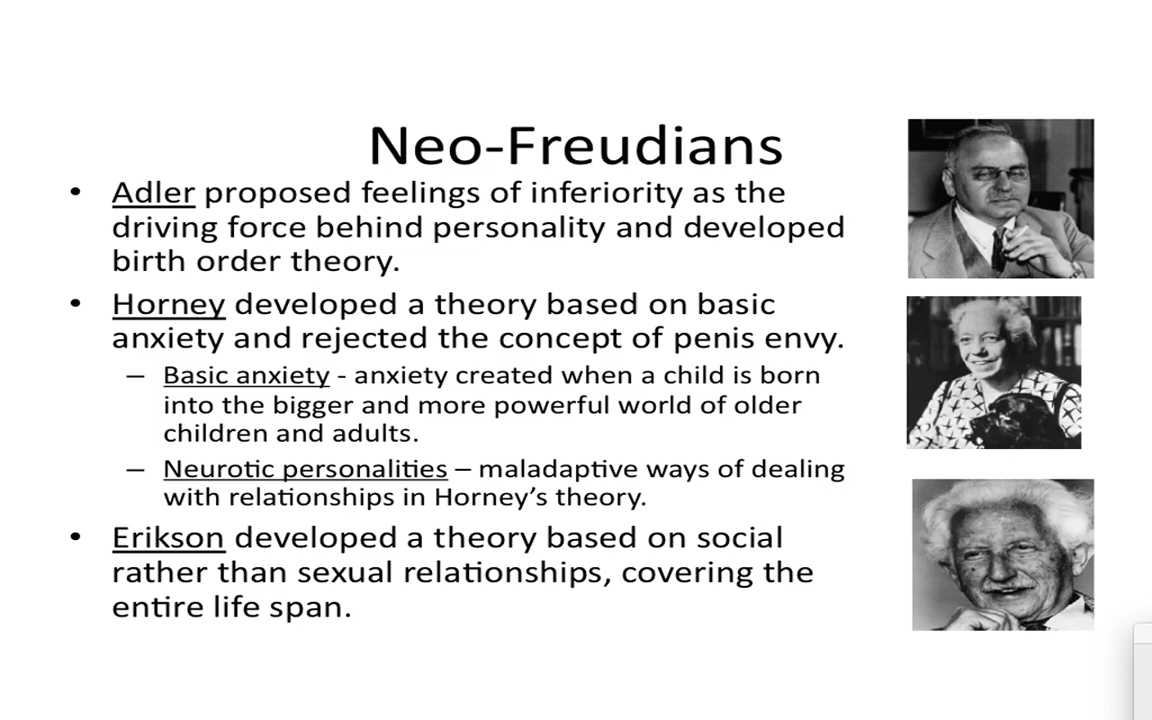 Neo-Freudians
• Adler proposed feelings of inferiority as the
driving force behind personality and developed
birth order theory.
• Horney developed a theory based on basic
anxiety and rejected the concept of penis envy.
– Basic anxiety - anxiety created when a child is born
into the bigger and more powerful world of older
children and adults.
– Neurotic personalities – maladaptive ways of dealing
with relationships in Horney’s theory.
• Erikson developed a theory based on social
rather than sexual relationships, covering the
entire life span.